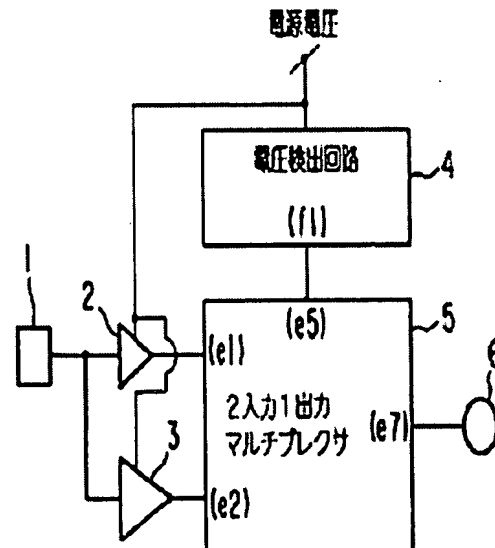 電源電圧
電圧検出回路
(f1)
4
1
2
(e5)
5
(e1)
6
2入力1出力
マルチプレクサ
(e7)
3
(e2)